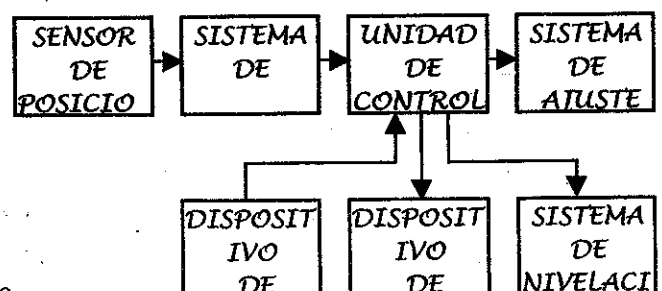 SENSOR
DE
POSICIO
SISTEMA
DE
UNIDAD
DE
CONTROL
SISTEMA
DE
AJUSTE
DISPOSIT
IVO
DE
DISPOSIT
IVO
DE
SISTEMA
DE
NIVELACI